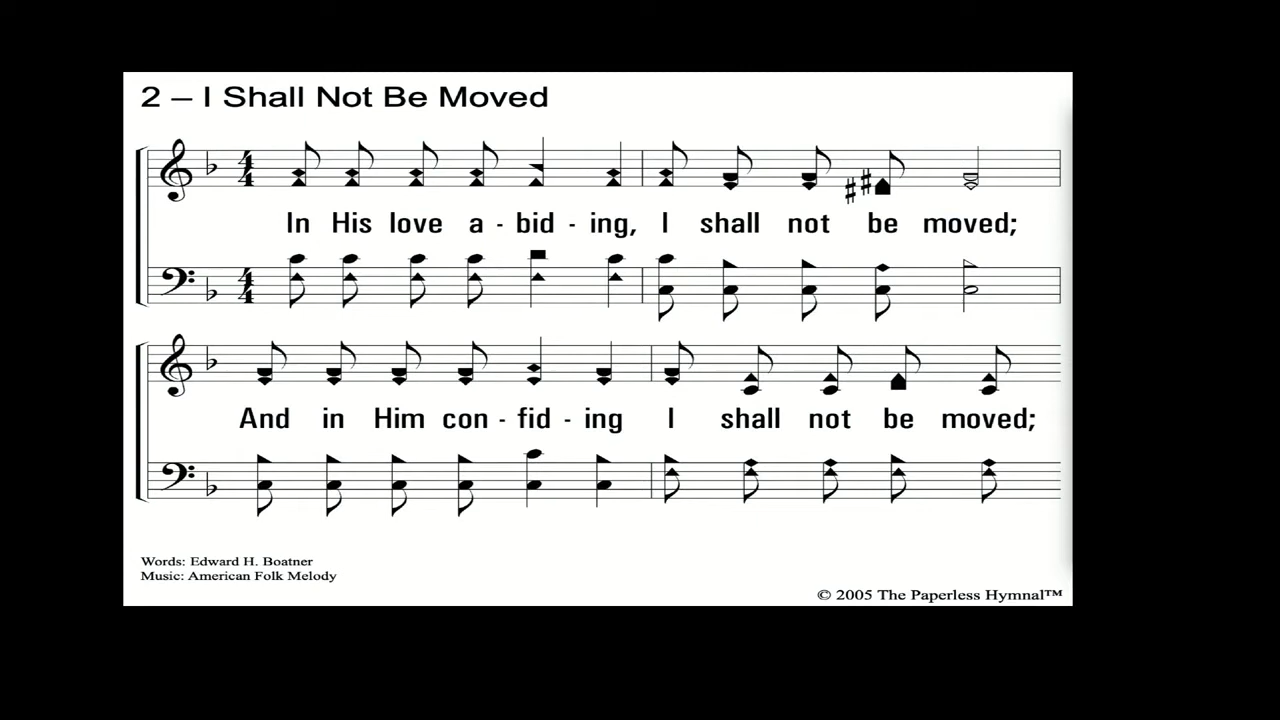 2 – I Shall Not Be Moved
In His love a - bid - ing, I shall not be moved;
And in Him con - fid - ing I shall not be moved;
Words: Edward H. Boatner
Music: American Folk Melody
© 2005 The Paperless Hymnal™